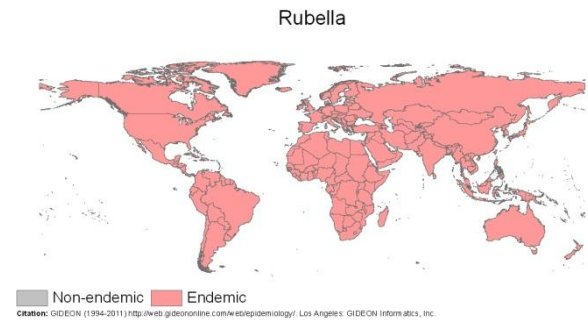 Rubella
Non-endemic Endemic
Citation: GIDEON (1994-2011) http://web.gideononline.com/web/epidemiology/. Los Angeles: GIDEON Informatics, Inc.